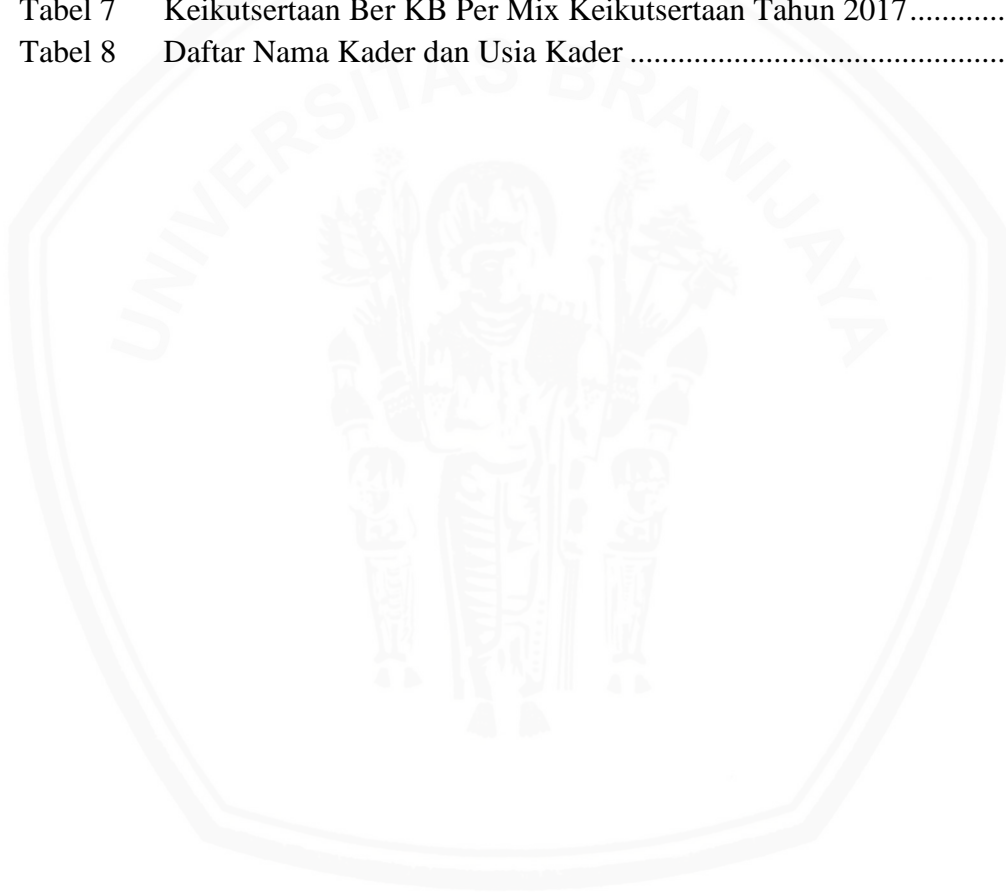 Tabel 7 Keikutsertaan Ber KB Per Mix Keikutsertaan Tahun 2017............
Tabel 8 Daftar Nama Kader dan Usia Kader ...............................................
UNIVERSITAS BRAWIJAYA